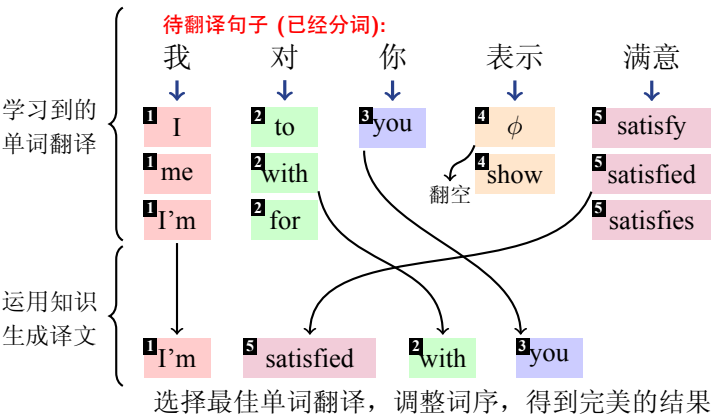 待翻译句子 (已经分词):
我 对 你 表示 满意
学习到的
单词翻译
1 I 2 to 3 you 4 ϕ 5 satisfy
1 me 2 with 4 show 5 satisfied
翻空
1 I'm 2 for 5 satisfies
运用知识
生成译文
1 I'm 5 satisfied 2 with 3 you
选择最佳单词翻译，调整词序，得到完美的结果